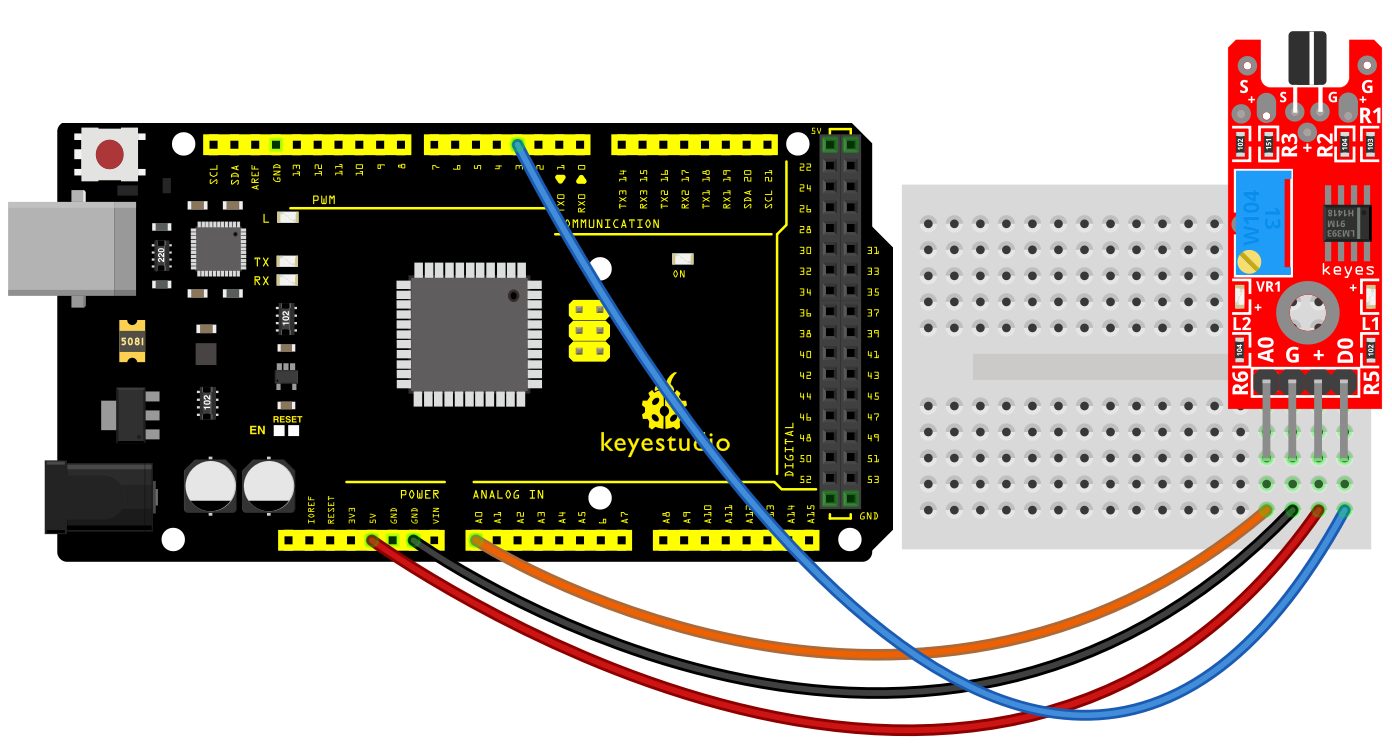 SCL
SDA
AREF
GND
13
12
11
10
9
8
7
6
5
4
3
2
1
0
TX3 14
RX3 15
TX2 16
RX2 17
TX1 18
RX1 19
SDA 20
SCL 21
5V
PWM
L
TX
RX
220
102
5081
102
RESET
EN
ON
keyestudio
22
24
26
28
30 31
32 33
34 35
36 37
38 39
40 41
42 43
44 45
46 47
48 49
50 51
52 53
DIGITAL
GND
POWER
ANALOG IN
IOREF
RESET
3V3
5V
GND
GND
VIN
A0
A1
A2
A3
A4
A5
A7
A8
A9
A10
A11
A14
A15
S G
S G
+ +
+
R1
R3
R2
102
151
104
103
W104
13
LM393
91M
H1418
keyes
VR1
+ +
L2
L1
104
102
R6
R5
A0
G
+
D0